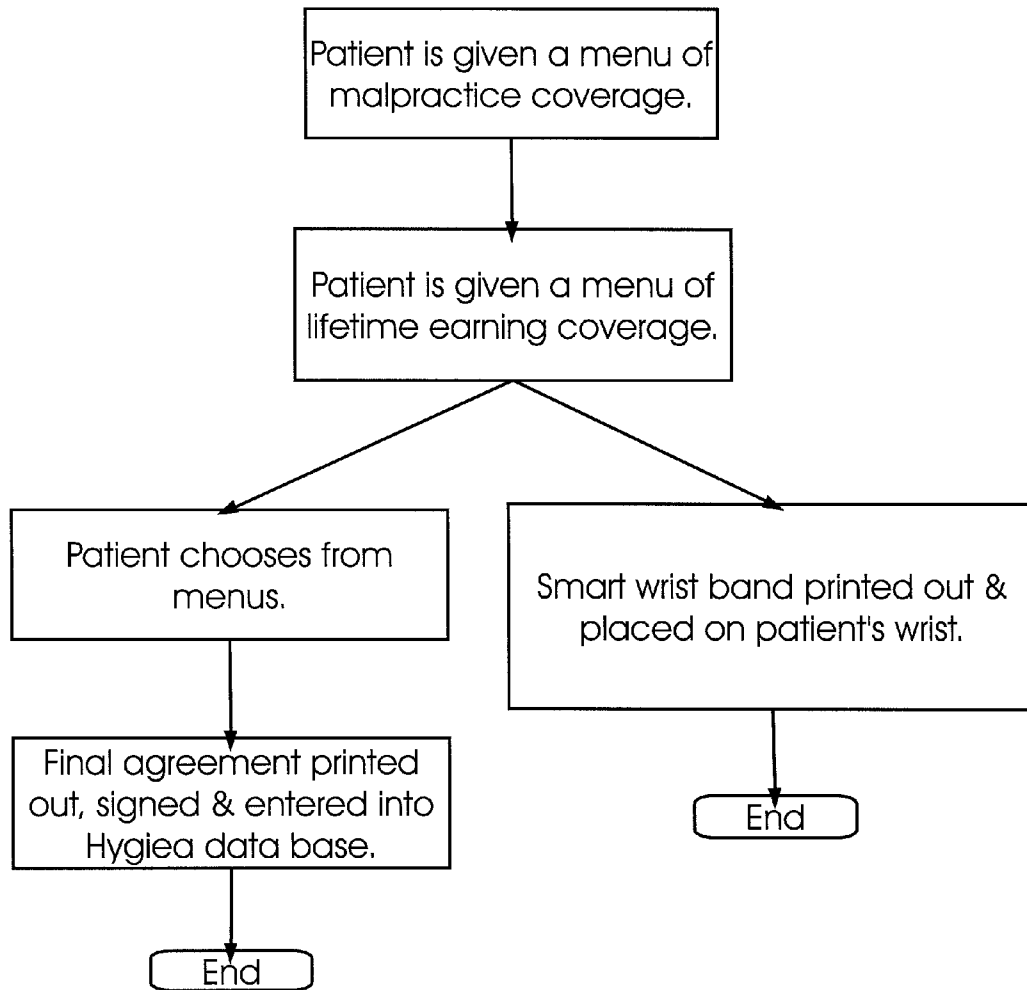 Patient is given a menu of
malpractice coverage.
Patient is given a menu of
lifetime earning coverage.
Patient chooses from
menus.
Smart wrist band printed out &
placed on patient's wrist.
Final agreement printed
out, signed & entered into
Hygiea data base.
End
End